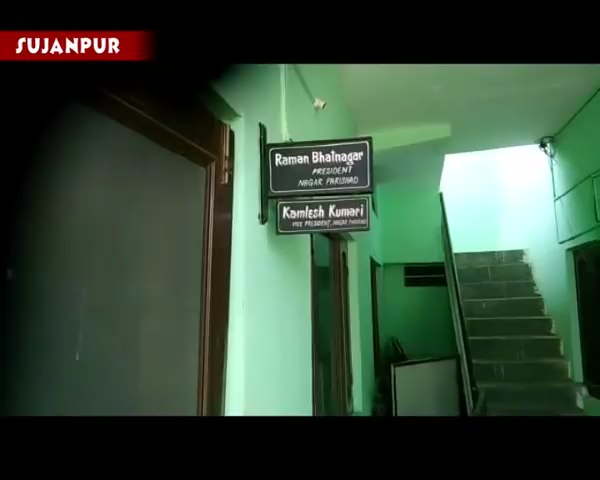 SUJANPUR
Raman Bhatnagar
PRESIDENT
NAGAR PARISHAD
Kamlesh Kumari
VICE PRESIDENT, NAGAR PARISHAD